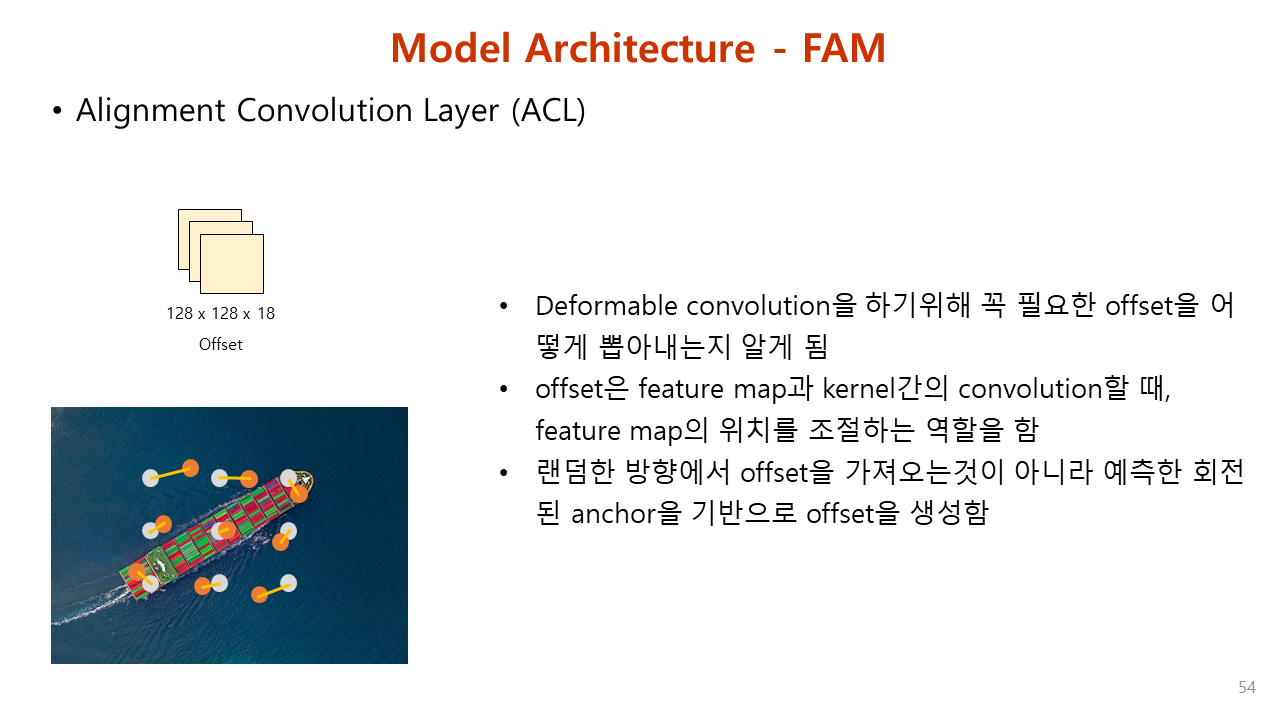 Model Architecture - FAM
• Alignment Convolution Layer (ACL)
128 x 128 x 18
Offset
• Deformable convolution을 하기위해 꼭 필요한 offset을 어
떻게 뽑아내는지 알게 됨
• offset은 feature map과 kernel간의 convolution할 때,
feature map의 위치를 조절하는 역할을 함
• 랜덤한 방향에서 offset을 가져오는것이 아니라 예측한 회전
된 anchor을 기반으로 offset을 생성함
54